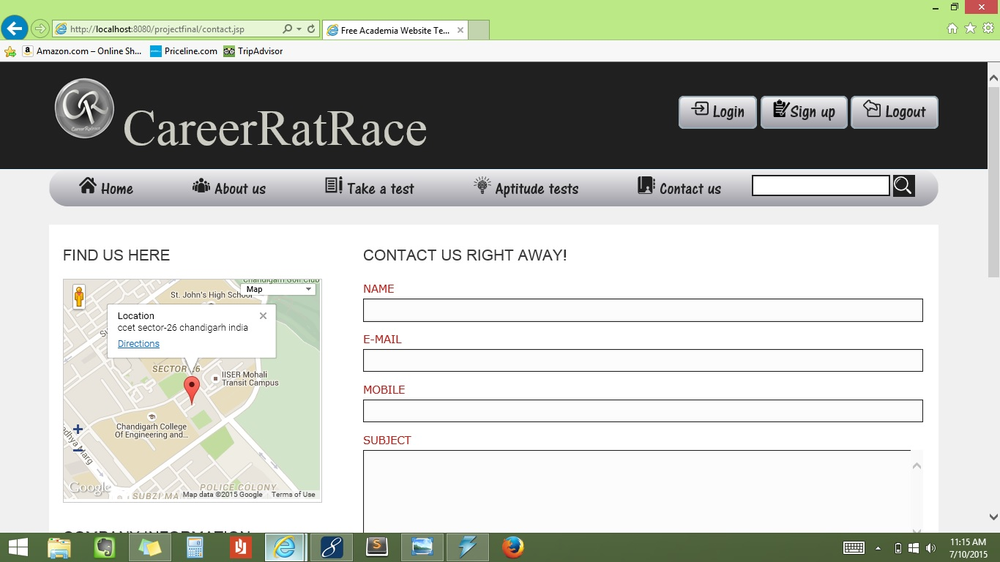 http://localhost:8080/projectfinal/contact.jsp
Free Academia Website Te...
Amazon.com – Online Sh...
Priceline.com
TripAdvisor
CR
CareerRatrace
CareerRatRace
Login
Sign up
Logout
Home
About us
Take a test
Aptitude tests
Contact us
FIND US HERE
Chandigarh Golf Club
St. John's High School
Map
Location
ccet sector-26 chandigarh india
Directions
SECTOR 26
IISER Mohali
Transit Campus
Chandigarh College
Of Engineering and...
Marg
Google
POLICE COLONY
SUBZI MA
Map data ©2015 Google
Terms of Use
COMPANY INFORMATION
CONTACT US RIGHT AWAY!
NAME
E-MAIL
MOBILE
SUBJECT
11:15 AM
7/10/2015